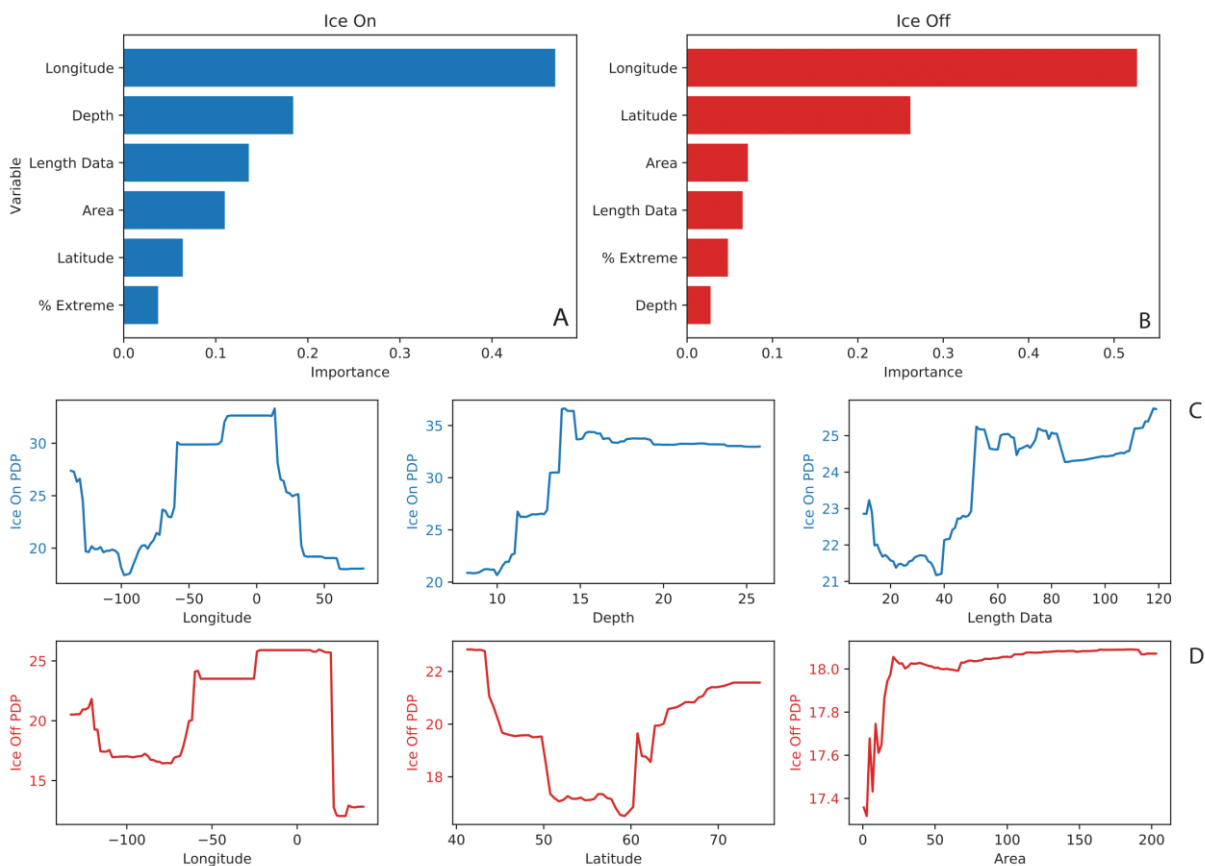 Ice On
Variable
Longitude
Depth
Length Data
Area
Latitude
% Extreme
A
0.0 0.1 0.2 0.3 0.4
Importance
Ice Off
Longitude
Latitude
Area
Length Data
% Extreme
Depth
B
0.0 0.1 0.2 0.3 0.4 0.5
Importance
Ice On PDP
30
25
20
−100 −50 0 50
Longitude
Ice On PDP
35
30
25
20
10 15 20 25
Depth
Ice On PDP
25
24
23
22
21
20 40 60 80 100 120
Length Data
C
Ice Off PDP
25
20
15
−100 −50 0
Longitude
Ice Off PDP
22
20
18
40 50 60 70
Latitude
Ice Off PDP
18.0
17.8
17.6
17.4
0 50 100 150 200
Area
D